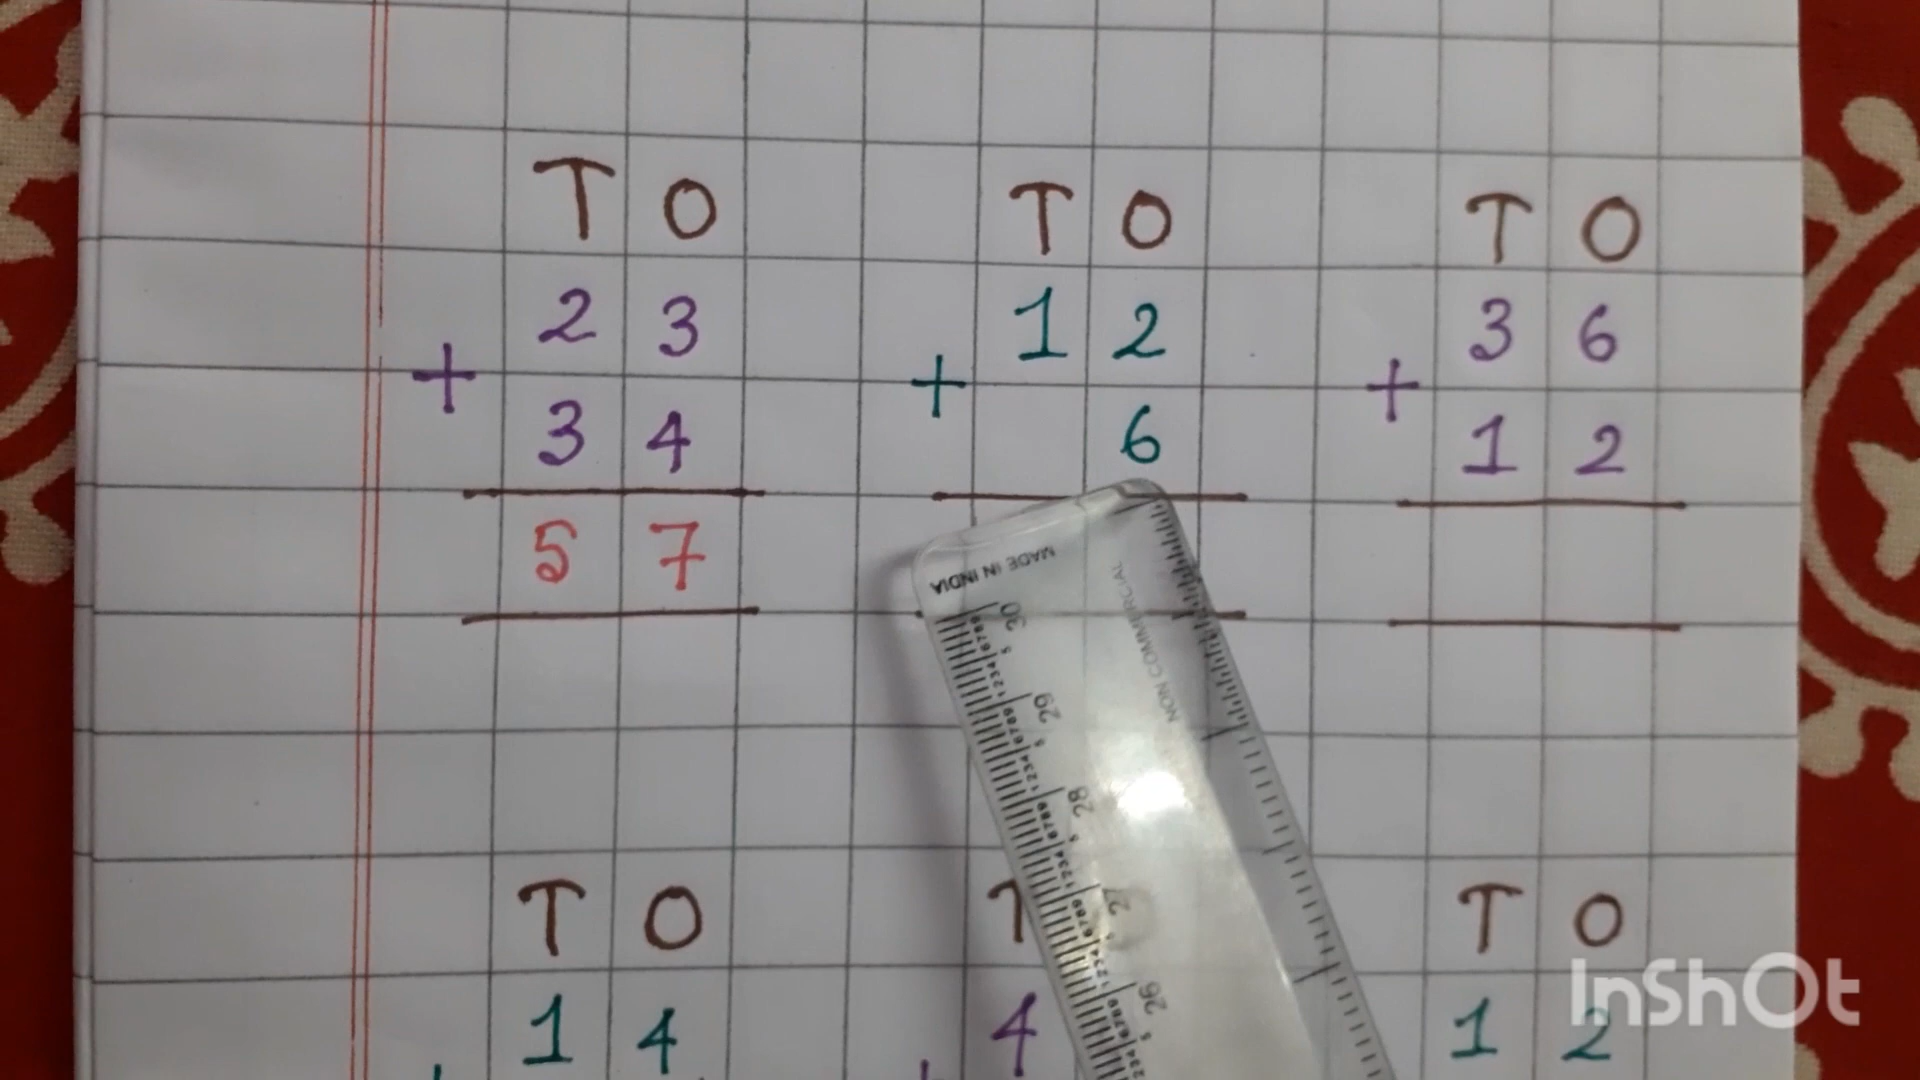 T O T O T O
2 3 1 2 3 6
+ + +
3 4 6 1 2
5 7
MADE IN INDIA
NON COMMERCIAL
30
29
28
27
26
T O T T O
1 4 4 1 2
InShOt